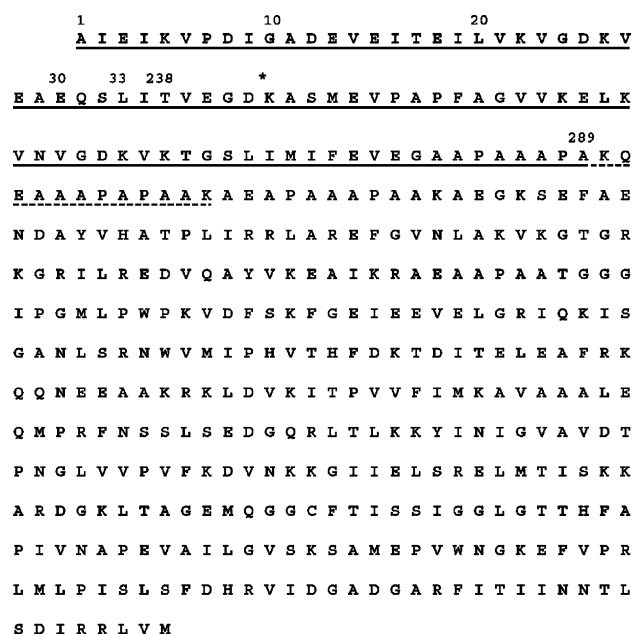 1 10 20
A I E I K V P D I G A D E V E I T E I L V K V G D K V
30 33 238 *
E A E Q S L I T V E G D K A S M E V P A P F A G V V K E L K
289
V N V G D K V K T G S L I M I F E V E G A A P A A A P A K Q
E A A A P A P A A K A E A P A A A P A A K A E G K S E F A E
N D A Y V H A T P L I R R L A R E F G V N L A K V K G T G R
K G R I L R E D V Q A Y V K E A I K R A E A A P A A T G G G
I P G M L P W P K V D F S K F G E I E E V E L G R I Q K I S
G A N L S R N W V M I P H V T H F D K T D I T E L E A F R K
Q Q N E E A A K R K L D V K I T P V V F I M K A V A A A L E
Q M P R F N S S L S E D G Q R L T L K K Y I N I G V A V D T
P N G L V V P V F K D V N K K G I I E L S R E L M T I S K K
A R D G K L T A G E M Q G G C F T I S S I G G L G T T H F A
P I V N A P E V A I L G V S K S A M E P V W N G K E F V P R
L M L P I S L S F D H R V I D G A D G A R F I T I I N N T L
S D I R R L V M